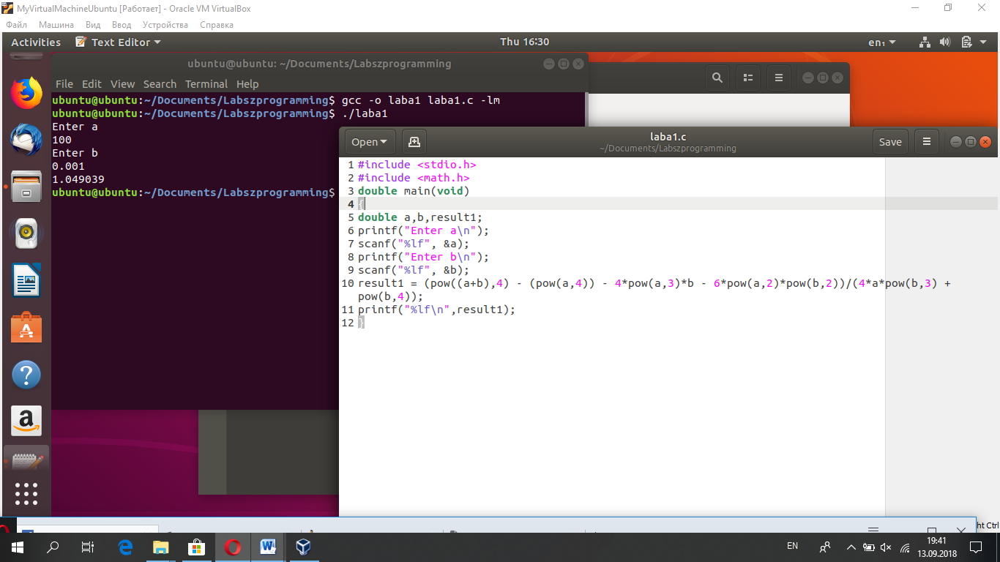 MyVirtualMachineUbuntu [Работает] - Oracle VM VirtualBox
Файл Машина Вид Ввод Устройства Справка
Activities Text Editor Thu 16:30 en₁
ubuntu@ubuntu: ~/Documents/Labszprogramming
File Edit View Search Terminal Help
ubuntu@ubuntu:~/Documents/Labszprogramming$ gcc -o laba1 laba1.c -lm
ubuntu@ubuntu:~/Documents/Labszprogramming$ ./laba1
Enter a
100
Enter b
0.001
1.049039
ubuntu@ubuntu:~/Documents/Labszprogramming$
Open laba1.c Save
~/Documents/Labszprogramming
1 #include <stdio.h>
2 #include <math.h>
3 double main(void)
4 {
5 double a,b,result1;
6 printf("Enter a\n");
7 scanf("%lf", &a);
8 printf("Enter b\n");
9 scanf("%lf", &b);
10 result1 = (pow((a+b),4) - (pow(a,4)) - 4*pow(a,3)*b - 6*pow(a,2)*pow(b,2))/(4*a*pow(b,3) +
pow(b,4));
11 printf("%lf\n",result1);
12 }
ht Ctrl
EN 19:41
13.09.2018